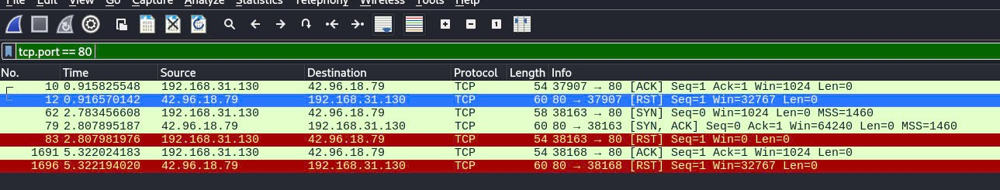 File Edit View Go Capture Analyze Statistics Telephony Wireless Tools Help
tcp.port == 80
No. Time Source Destination Protocol Length Info
10 0.915825548 192.168.31.130 42.96.18.79 TCP 54 37907 → 80 [ACK] Seq=1 Ack=1 Win=1024 Len=0
12 0.916570142 42.96.18.79 192.168.31.130 TCP 60 80 → 37907 [RST] Seq=1 Win=32767 Len=0
62 2.783456608 192.168.31.130 42.96.18.79 TCP 58 38163 → 80 [SYN] Seq=0 Win=1024 Len=0 MSS=1460
79 2.807895187 42.96.18.79 192.168.31.130 TCP 60 80 → 38163 [SYN, ACK] Seq=0 Ack=1 Win=64240 Len=0 MSS=1460
83 2.807981976 192.168.31.130 42.96.18.79 TCP 54 38163 → 80 [RST] Seq=1 Win=0 Len=0
1691 5.322024183 192.168.31.130 42.96.18.79 TCP 54 38168 → 80 [ACK] Seq=1 Ack=1 Win=1024 Len=0
1696 5.322194020 42.96.18.79 192.168.31.130 TCP 60 80 → 38168 [RST] Seq=1 Win=32767 Len=0